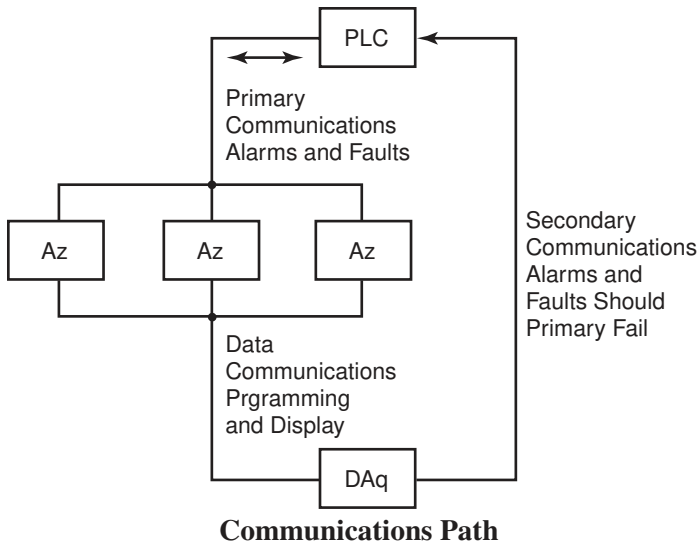 PLC
Primary
Communications
Alarms and Faults
Az
Az
Az
Secondary
Communications
Alarms and
Faults Should
Primary Fail
Data
Communications
Prgramming
and Display
DAq
Communications Path